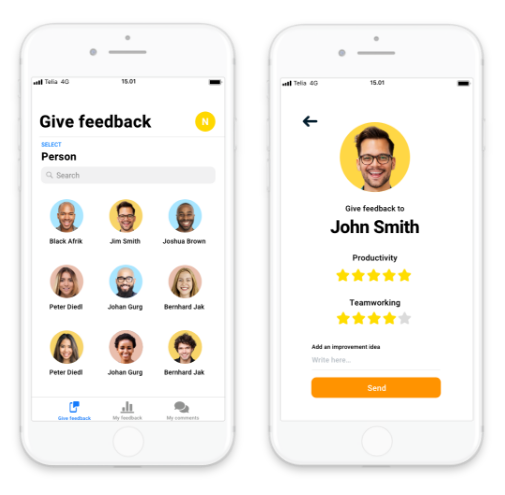 Telia 4G 15.01
Give feedback N
SELECT
Person
Search
Black Afrik Jim Smith Joshua Brown
Peter Diedl Johan Gurg Bernhard Jak
Peter Diedl Johan Gurg Bernhard Jak
Give feedback My feedback My comments
Telia 4G 15.01
Give feedback to
John Smith
Productivity
Teamworking
Add an improvement idea
Write here...
Send